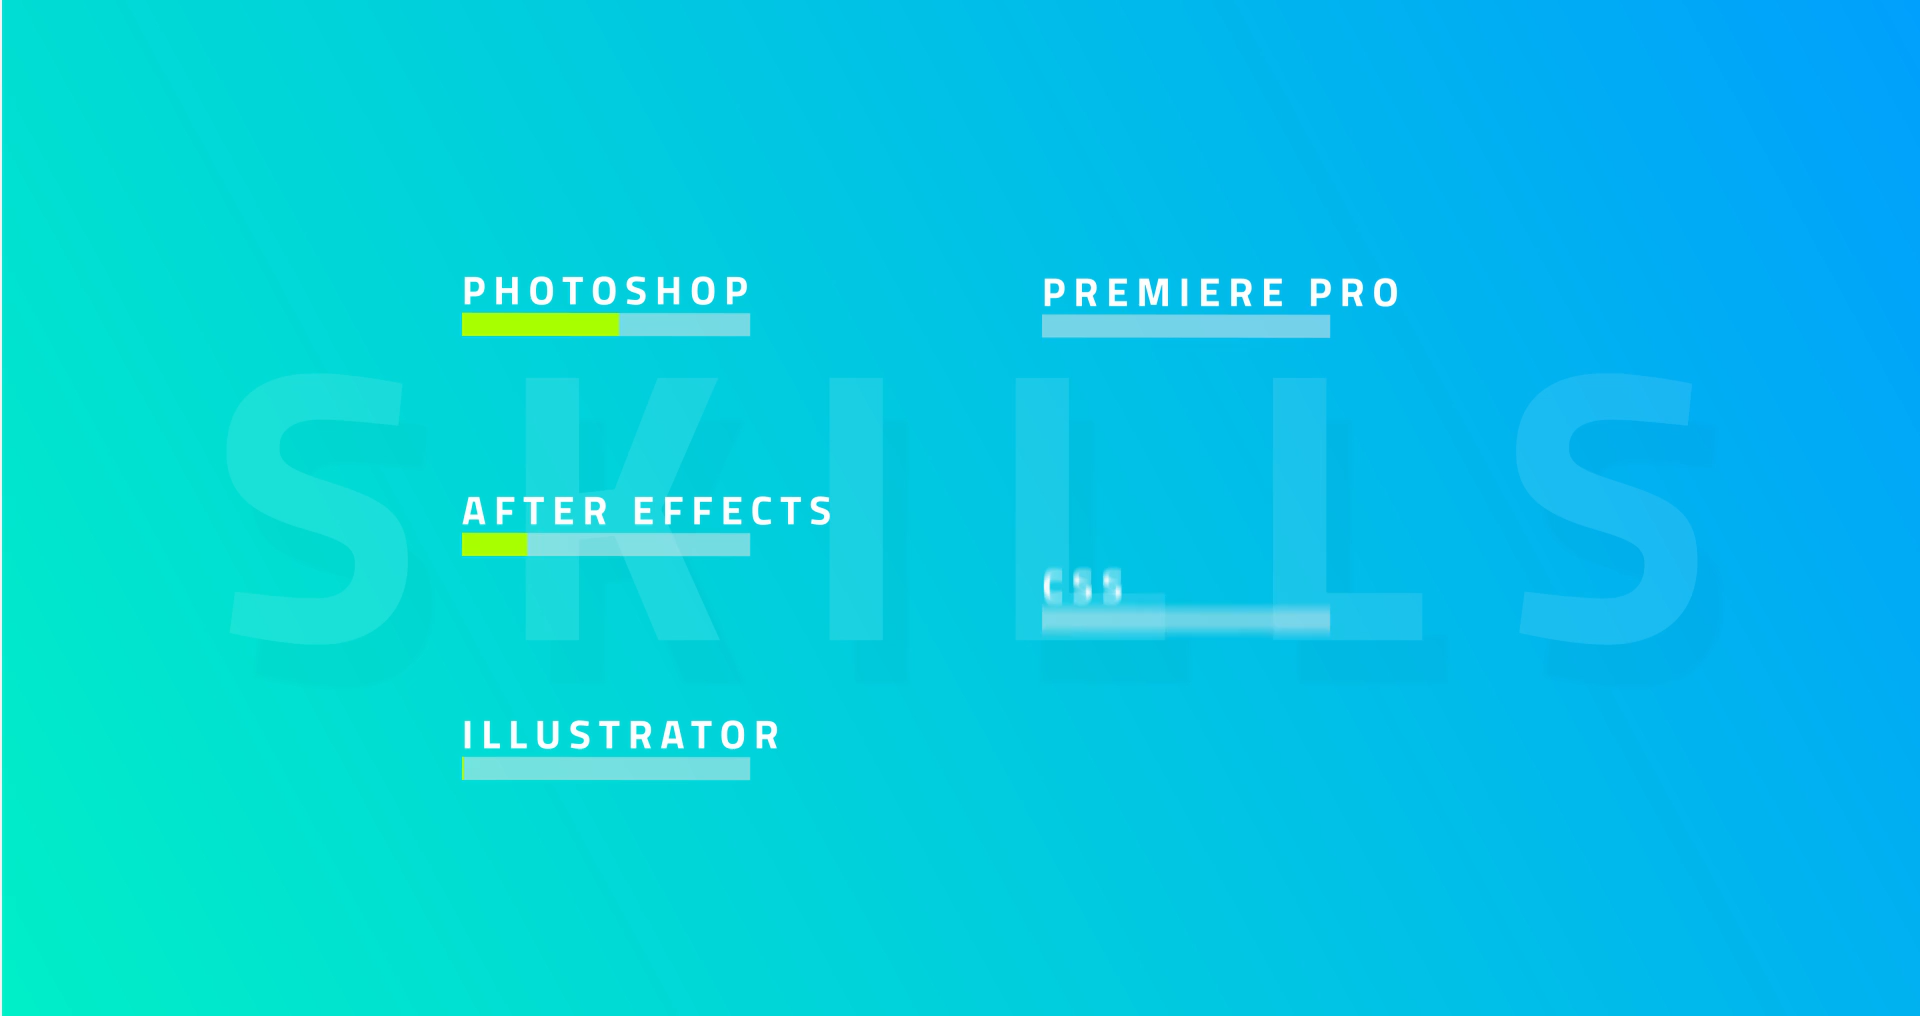 SKILLS
PHOTOSHOP
AFTER EFFECTS
ILLUSTRATOR
PREMIERE PRO
CSS